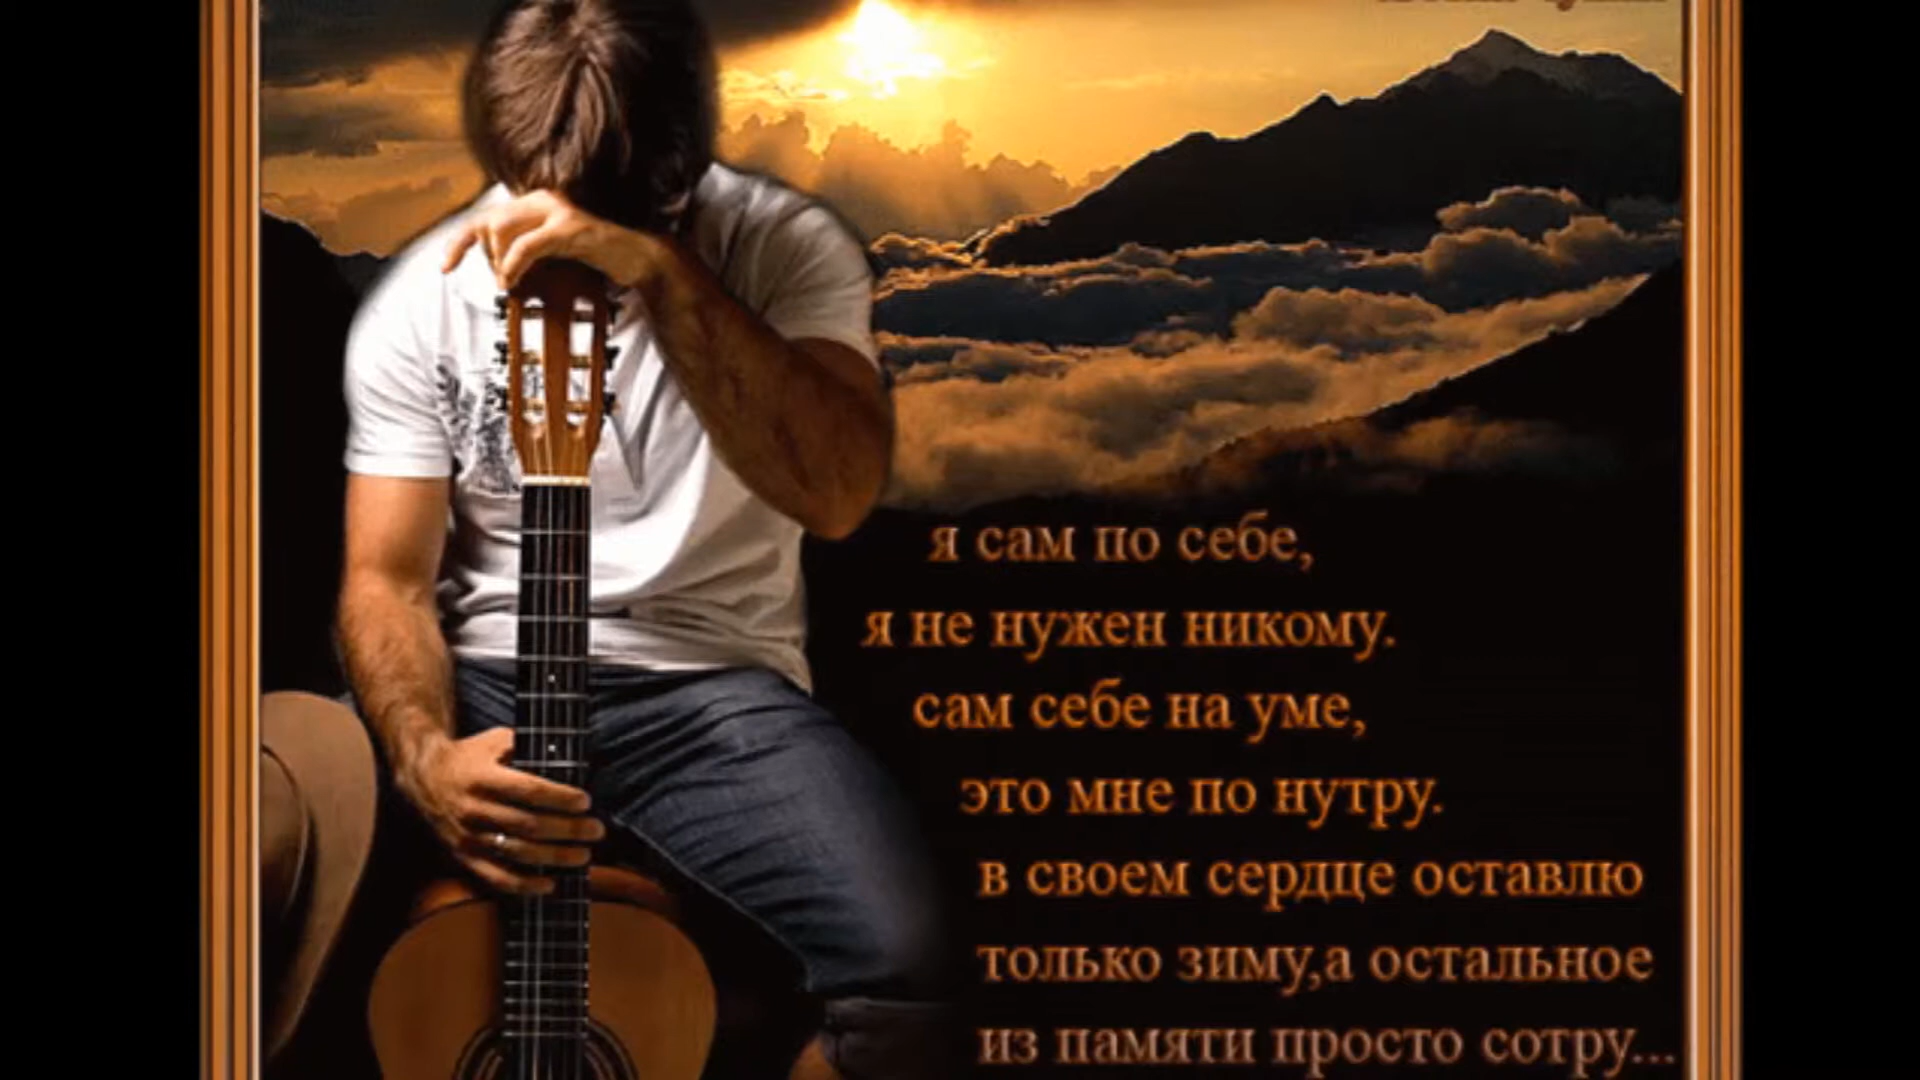 я сам по себе,
я не нужен никому.
сам себе на уме,
это мне по нутру.
в своем сердце оставлю
только зиму,а остальное
из памяти просто сотру...